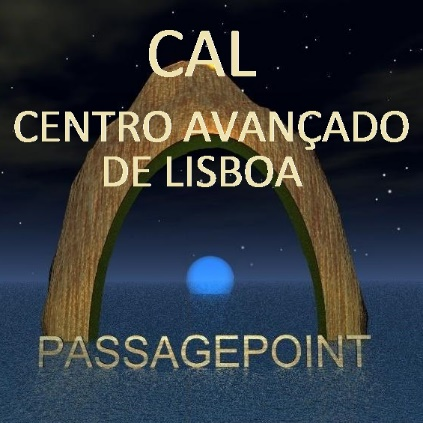 CAL
CENTRO AVANÇADO
DE LISBOA
PASSAGEPOINT